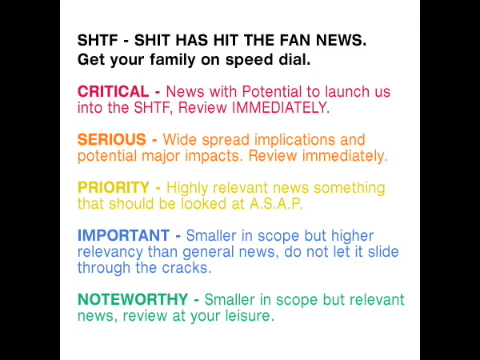 SHTF - SHIT HAS HIT THE FAN NEWS.
Get your family on speed dial.
CRITICAL - News with Potential to launch us
into the SHTF, Review IMMEDIATELY.
SERIOUS - Wide spread implications and
potential major impacts. Review immediately.
PRIORITY - Highly relevant news something
that should be looked at A.S.A.P.
IMPORTANT - Smaller in scope but higher
relevancy than general news, do not let it slide
through the cracks.
NOTEWORTHY - Smaller in scope but relevant
news, review at your leisure.